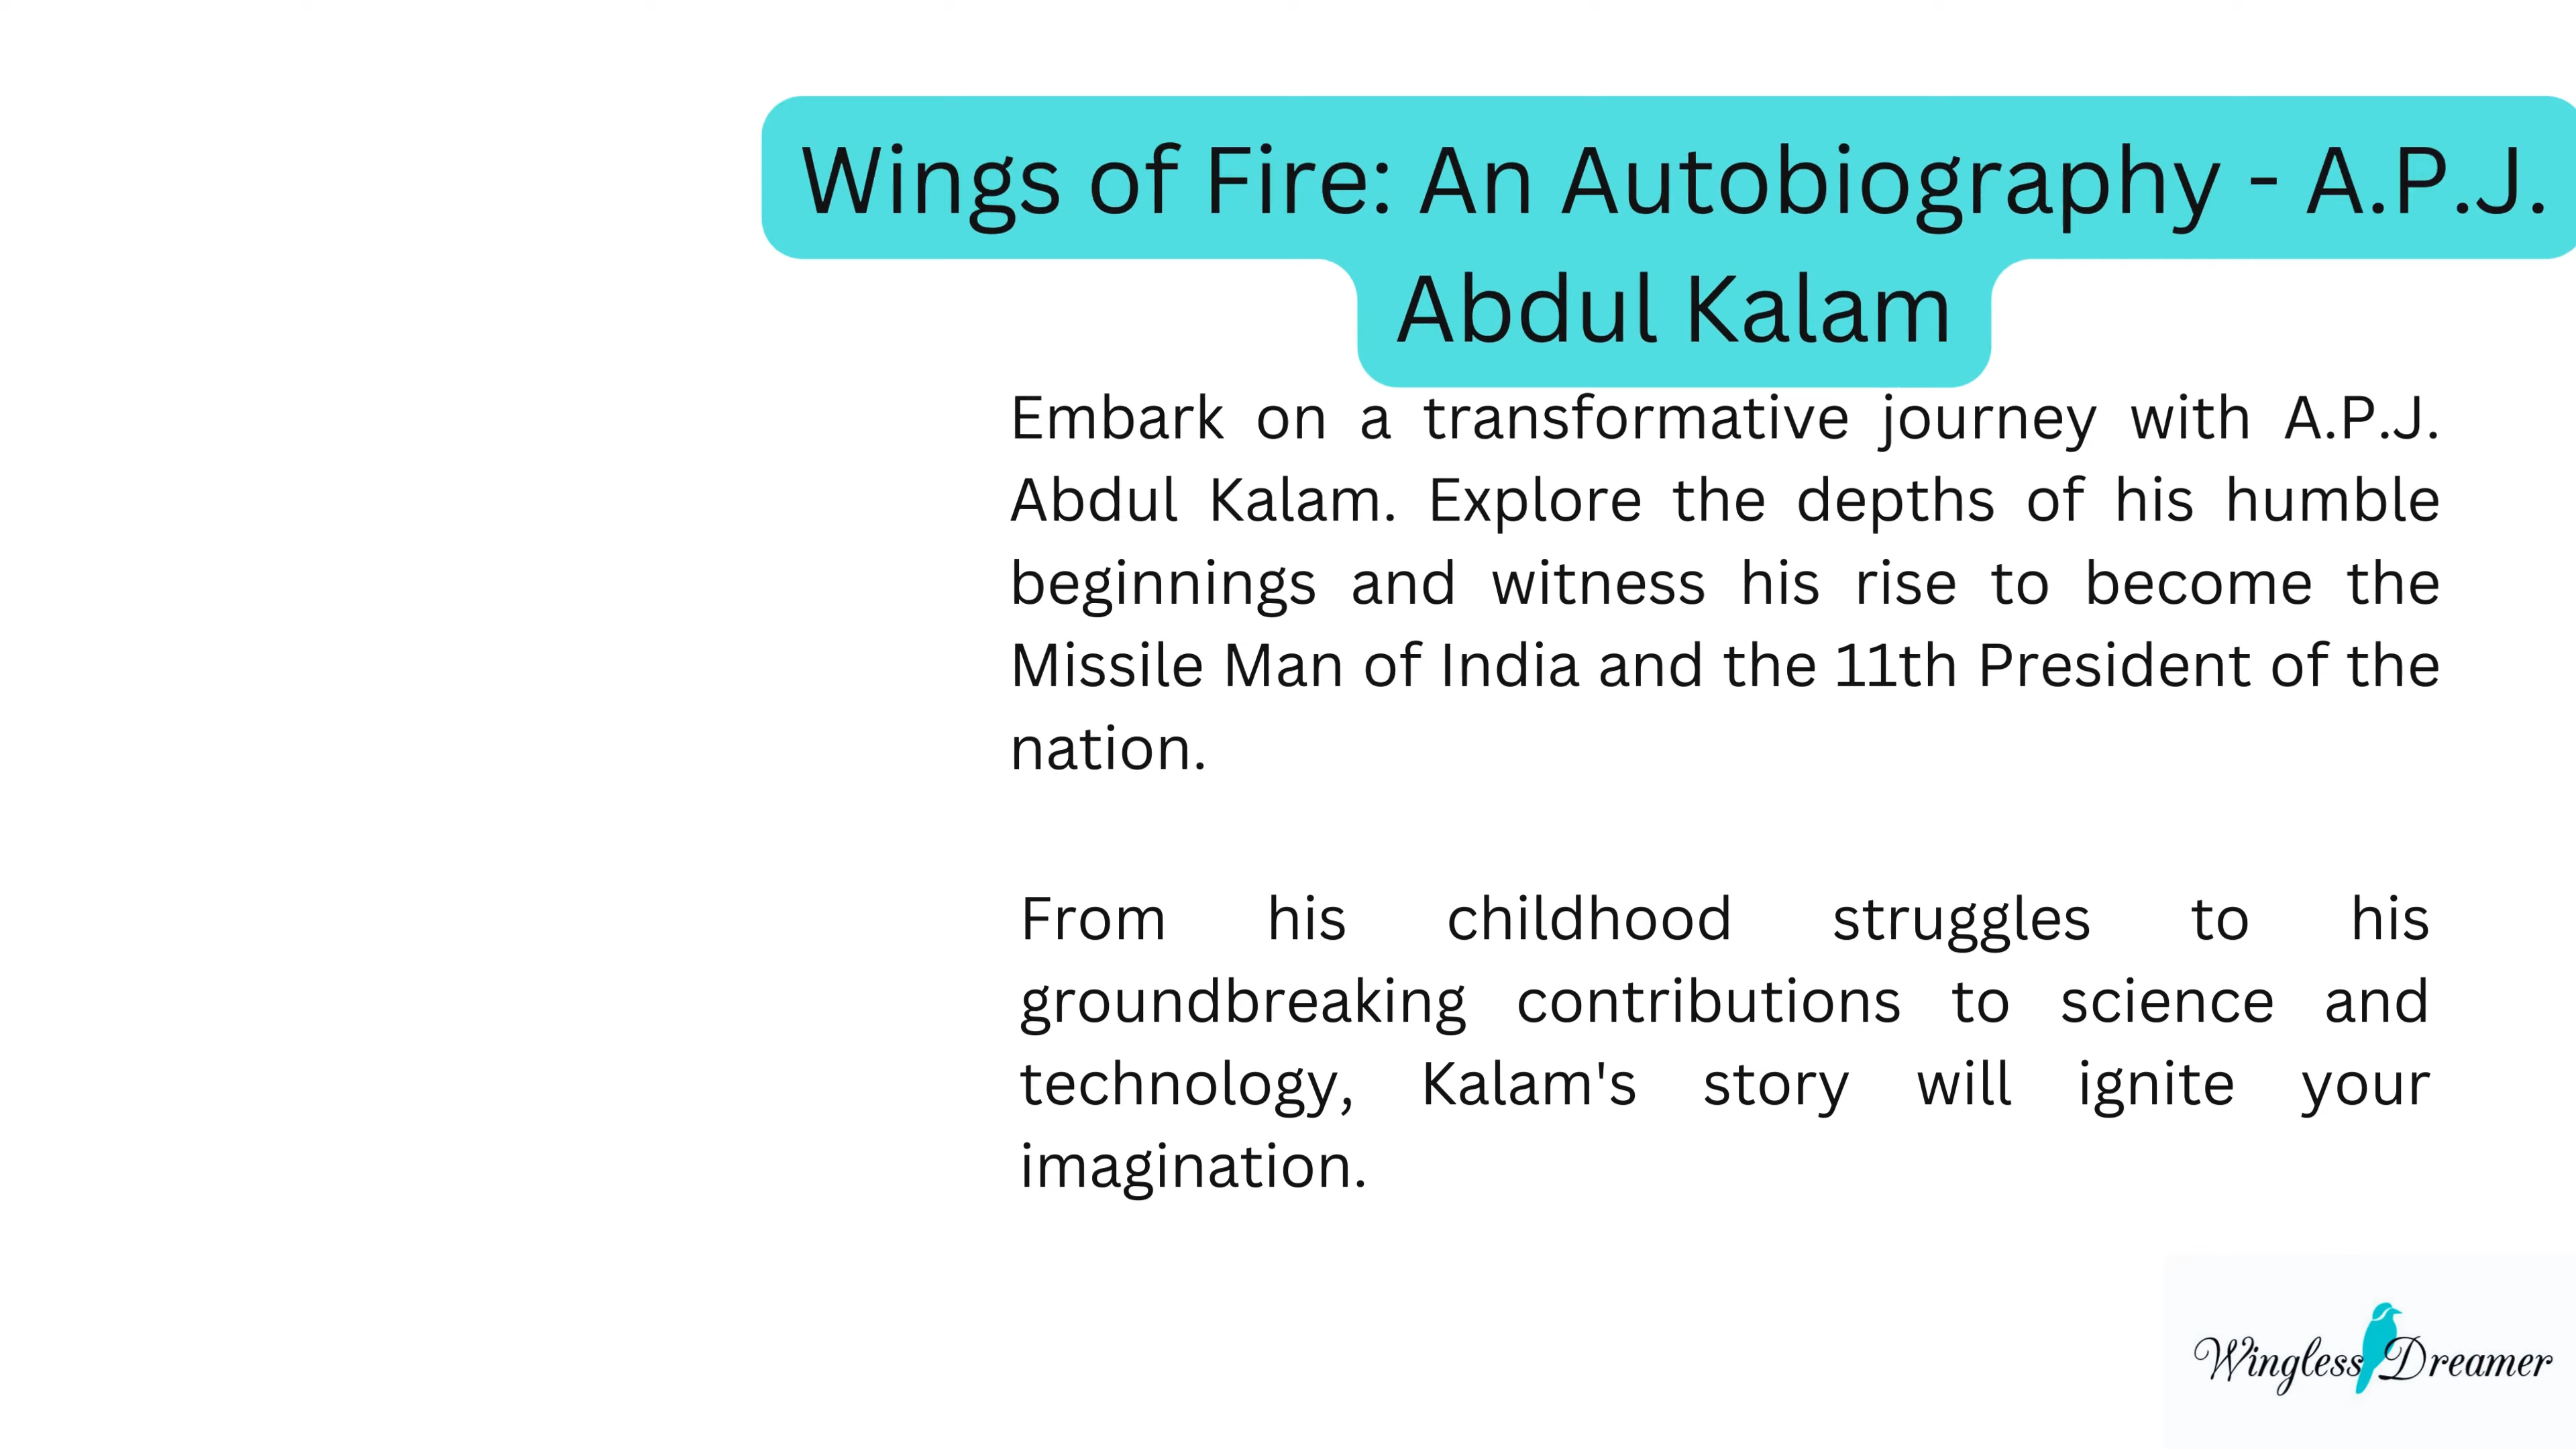 Wings of Fire: An Autobiography - A.P.J.
Abdul Kalam
Embark on a transformative journey with A.P.J.
Abdul Kalam. Explore the depths of his humble
beginnings and witness his rise to become the
Missile Man of India and the 11th President of the
nation.
From his childhood struggles to his
groundbreaking contributions to science and
technology, Kalam's story will ignite your
imagination.
Wingless Dreamer